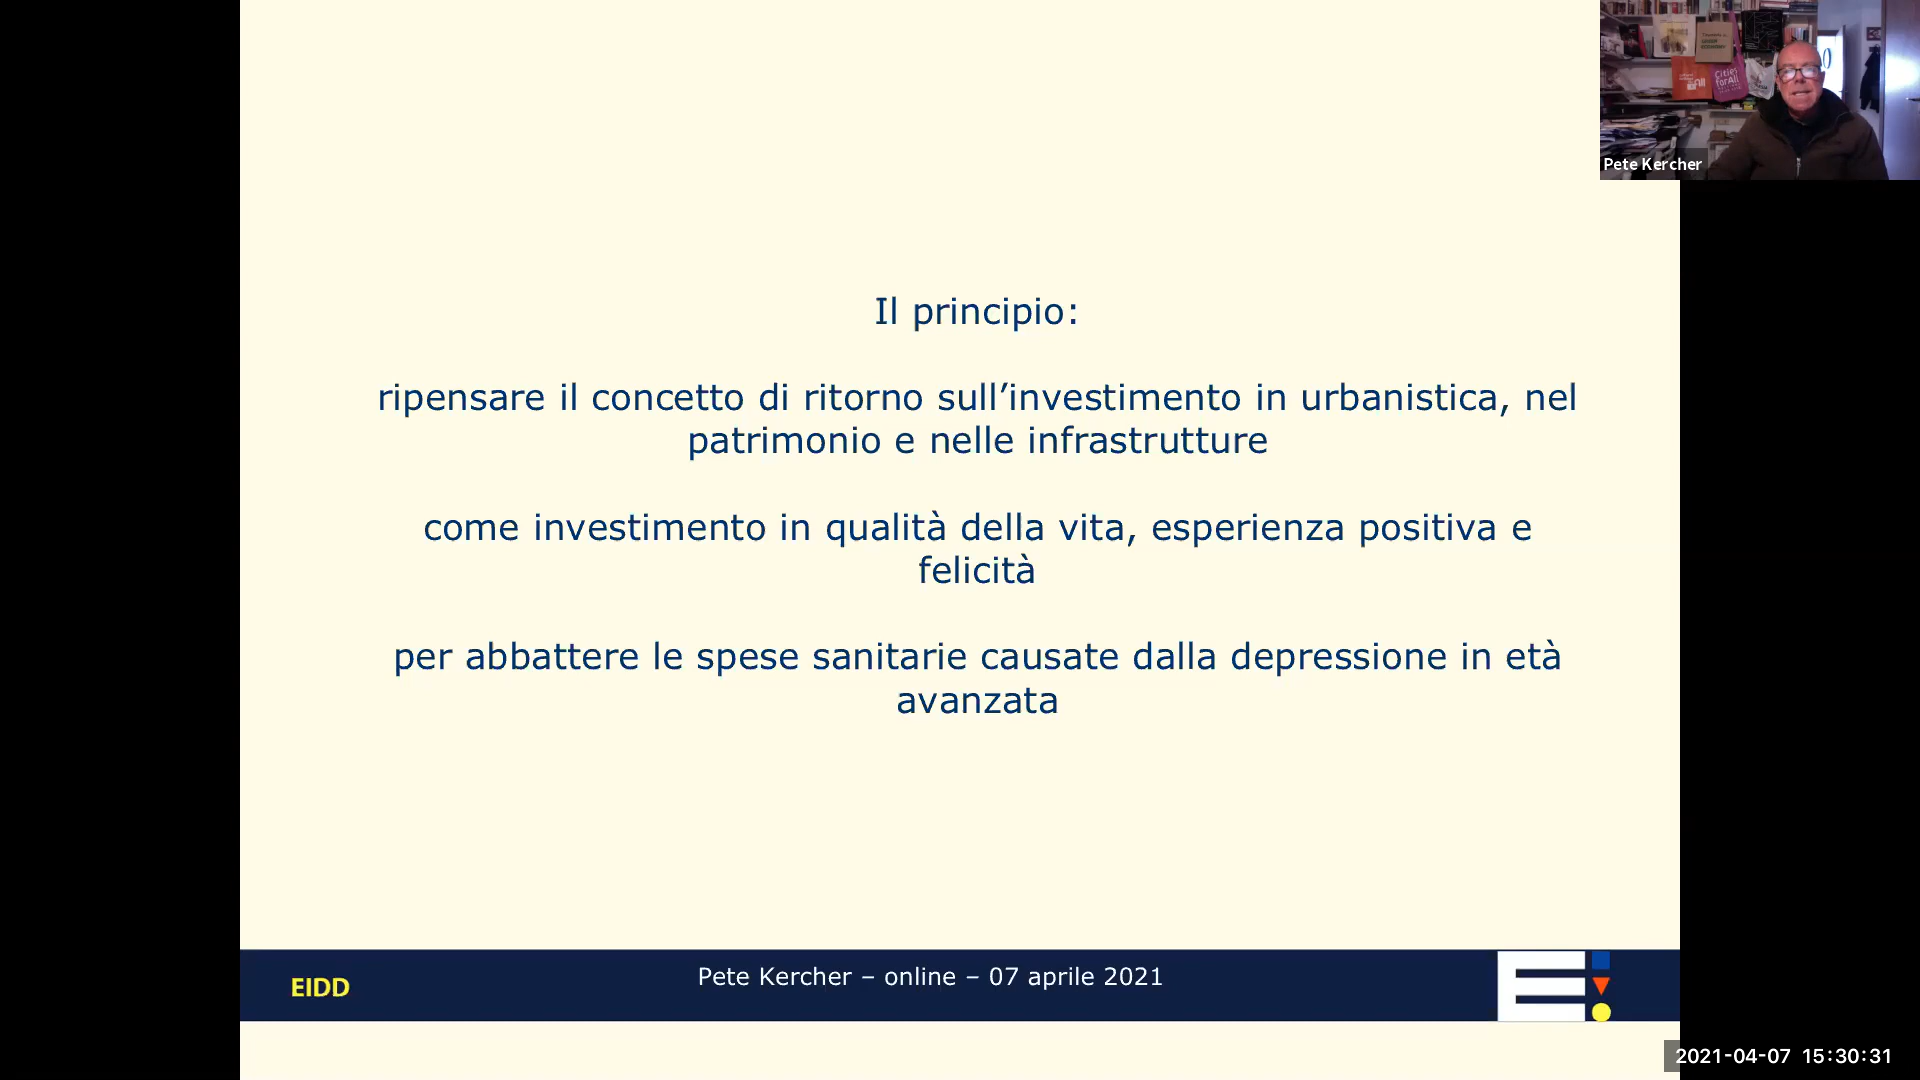 Il principio:
ripensare il concetto di ritorno sull’investimento in urbanistica, nel
patrimonio e nelle infrastrutture
come investimento in qualità della vita, esperienza positiva e
felicità
per abbattere le spese sanitarie causate dalla depressione in età
avanzata
EIDD
Pete Kercher – online – 07 aprile 2021
Cities
forAll
Pete Kercher
2021-04-07 15:30:31